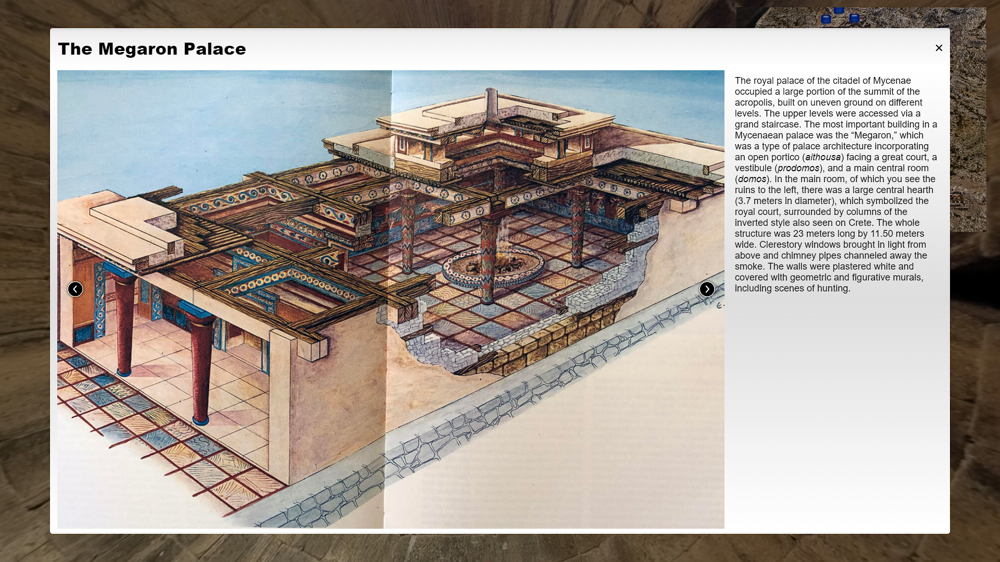 The Megaron Palace
The royal palace of the citadel of Mycenae
occupied a large portion of the summit of the
acropolis, built on uneven ground on different
levels. The upper levels were accessed via a
grand staircase. The most important building in a
Mycenaean palace was the “Megaron,” which
was a type of palace architecture incorporating
an open portico (aithousa) facing a great court, a
vestibule (prodomos), and a main central room
(domos). In the main room, of which you see the
ruins to the left, there was a large central hearth
(3.7 meters in diameter), which symbolized the
royal court, surrounded by columns of the
inverted style also seen on Crete. The whole
structure was 23 meters long by 11.50 meters
wide. Clerestory windows brought in light from
above and chimney pipes channeled away the
smoke. The walls were plastered white and
covered with geometric and figurative murals,
including scenes of hunting.